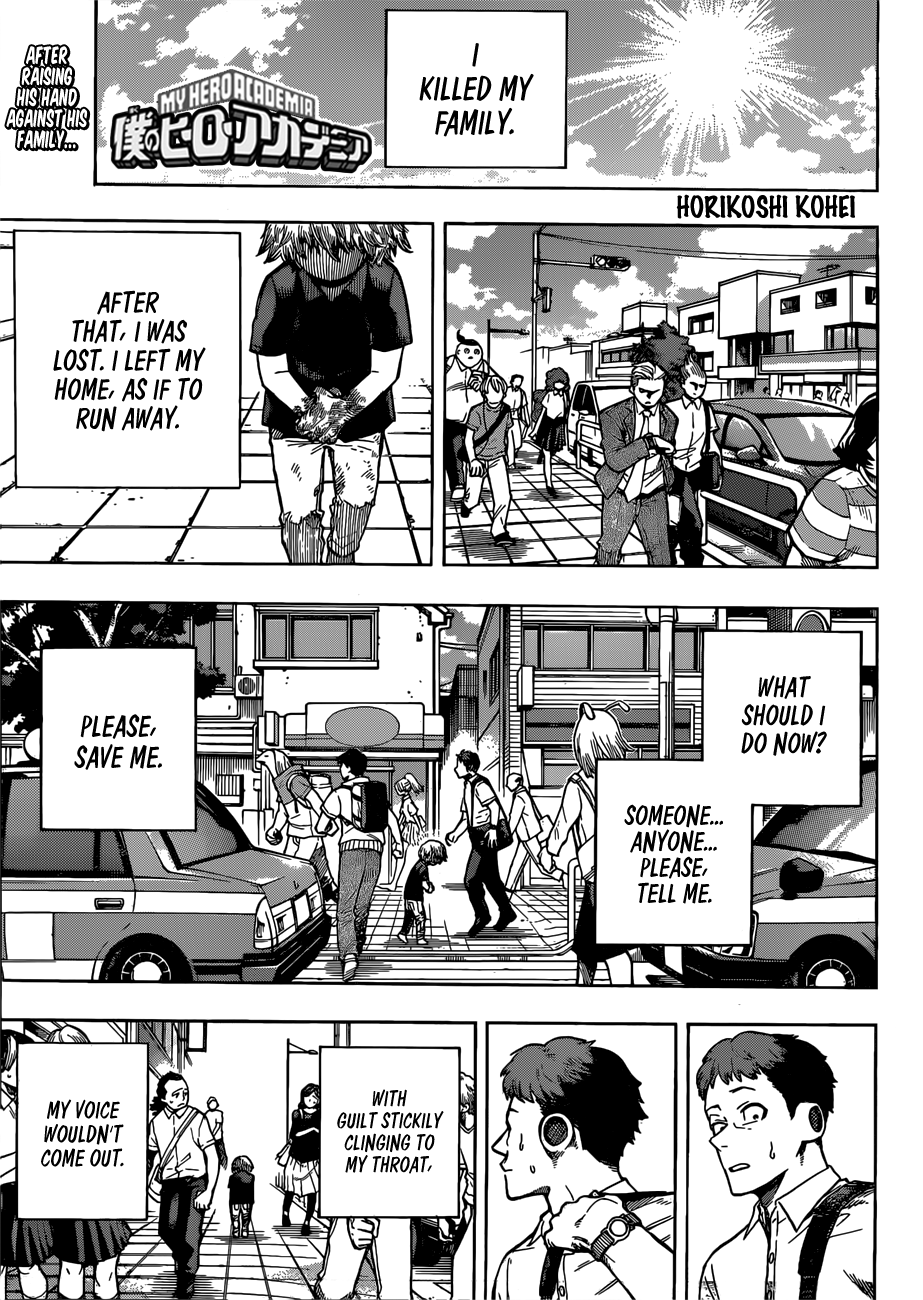 AFTER
RAISING
HIS HAND
AGAINST HIS
FAMILY...
I
KILLED MY
FAMILY.
MY HERO ACADEMIA
僕のヒーローアカデミア
HORIKOSHI KOHEI
AFTER
THAT, I WAS
LOST. I LEFT MY
HOME, AS IF TO
RUN AWAY.
WHAT
SHOULD I
DO NOW?
SOMEONE...
ANYONE...
PLEASE,
TELL ME.
PLEASE,
SAVE ME.
WITH
GUILT STICKILY
CLINGING TO
MY THROAT,
MY VOICE
WOULDN'T
COME OUT.